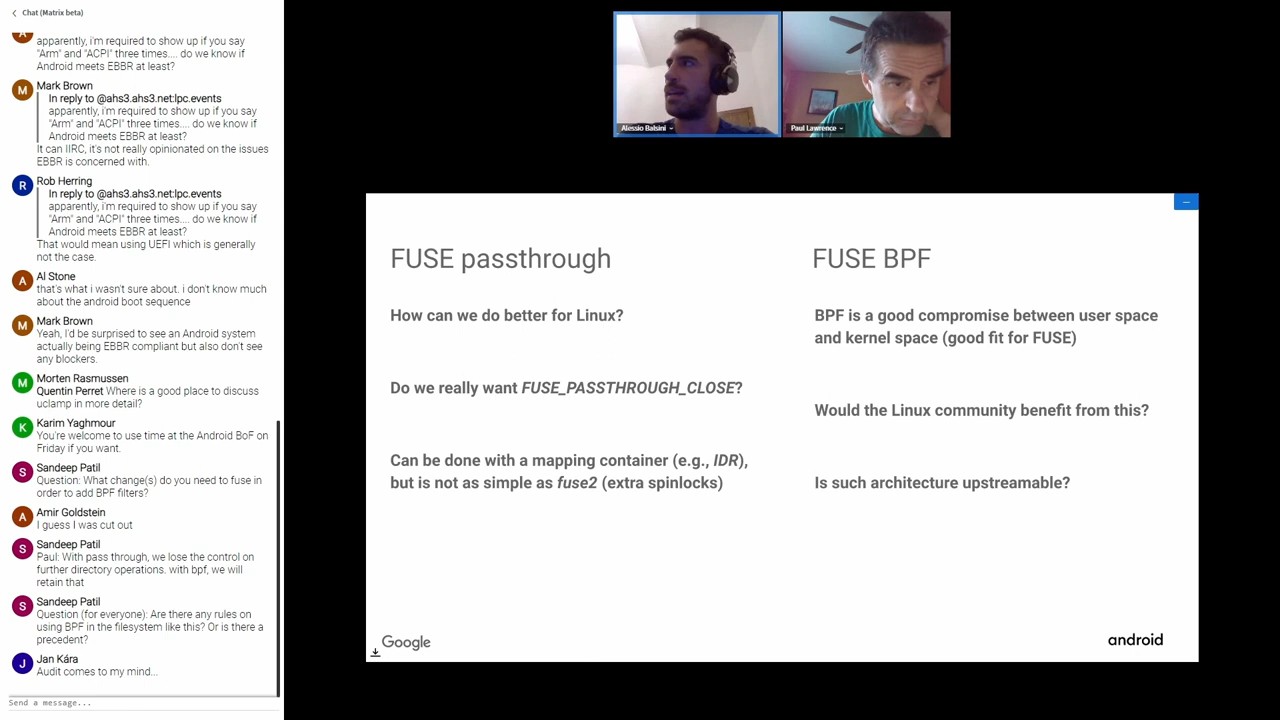 Chat (Matrix beta)
A
apparently, i'm required to show up if you say
"Arm" and "ACPI" three times.... do we know if
Android meets EBBR at least?
M
Mark Brown
In reply to @ahs3.ahs3.net:lpc.events
apparently, i'm required to show up if you say
"Arm" and "ACPI" three times.... do we know if
Android meets EBBR at least?
It can IIRC, it's not really opinionated on the issues
EBBR is concerned with.
R
Rob Herring
In reply to @ahs3.ahs3.net:lpc.events
apparently, i'm required to show up if you say
"Arm" and "ACPI" three times.... do we know if
Android meets EBBR at least?
That would mean using UEFI which is generally
not the case.
A
Al Stone
that's what i wasn't sure about. i don't know much
about the android boot sequence
M
Mark Brown
Yeah, I'd be surprised to see an Android system
actually being EBBR compliant but also don't see
any blockers.
M
Morten Rasmussen
Quentin Perret Where is a good place to discuss
uclamp in more detail?
K
Karim Yaghmour
You're welcome to use time at the Android BoF on
Friday if you want.
S
Sandeep Patil
Question: What change(s) do you need to fuse in
order to add BPF filters?
A
Amir Goldstein
I guess I was cut out
S
Sandeep Patil
Paul: With pass through, we lose the control on
further directory operations. with bpf, we will
retain that
S
Sandeep Patil
Question (for everyone): Are there any rules on
using BPF in the filesystem like this? Or is there a
precedent?
J
Jan Kára
Audit comes to my mind...
Send a message...
Alessio Balsini
Paul Lawrence
FUSE passthrough
How can we do better for Linux?
Do we really want FUSE_PASSTHROUGH_CLOSE?
Can be done with a mapping container (e.g., IDR),
but is not as simple as fuse2 (extra spinlocks)
FUSE BPF
BPF is a good compromise between user space
and kernel space (good fit for FUSE)
Would the Linux community benefit from this?
Is such architecture upstreamable?
Google
android